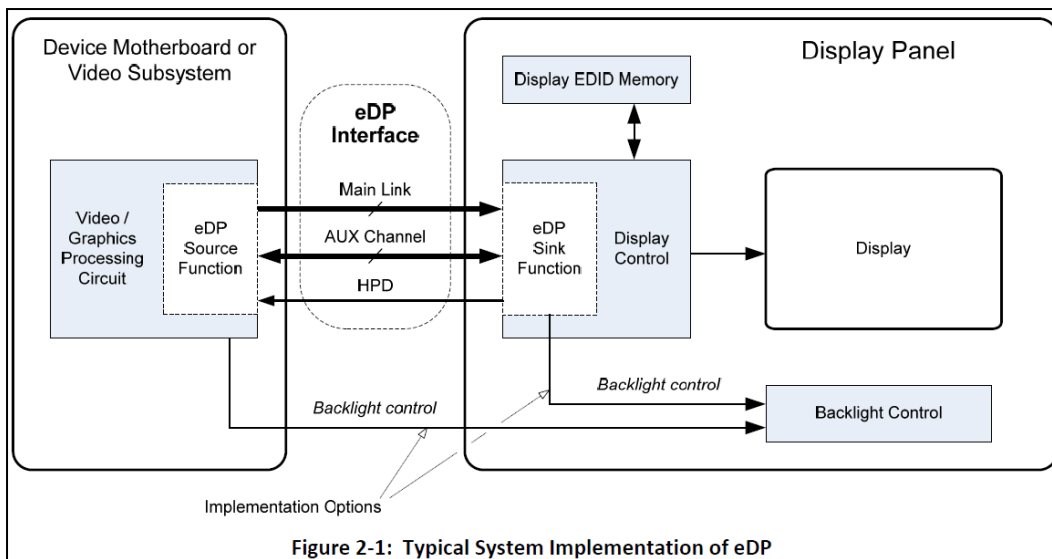 Device Motherboard or
Video Subsystem
Display Panel
Display EDID Memory
eDP
Interface
Main Link
Video /
Graphics
Processing
Circuit
eDP
Source
Function
AUX Channel
eDP
Sink
Function
Display
Control
Display
HPD
Backlight control
Backlight control
Backlight Control
Implementation Options
Figure 2-1: Typical System Implementation of eDP